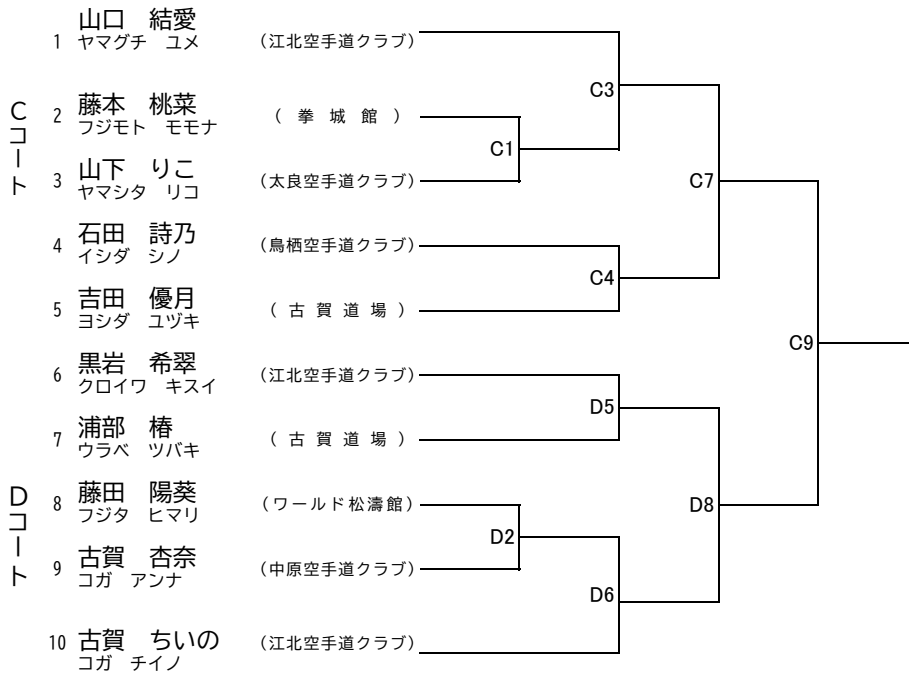 Cコート
1 山口 結愛 (江北空手道クラブ)
ヤマグチ ユメ
2 藤本 桃菜 (拳城館)
フジモト モモナ
C1
3 山下 りこ (太良空手道クラブ)
ヤマシタ リコ
C3
4 石田 詩乃 (鳥栖空手道クラブ)
イシダ シノ
C4
5 吉田 優月 (古賀道場)
ヨシダ ユヅキ
C7
6 黒岩 希翠 (江北空手道クラブ)
クロイワ キスイ
D5
7 浦部 椿 (古賀道場)
ウラベ ツバキ
C9
Dコート
8 藤田 陽葵 (ワールド松濤館)
フジタ ヒマリ
D2
9 古賀 杏奈 (中原空手道クラブ)
コガ アンナ
D8
D6
10 古賀 ちいの (江北空手道クラブ)
コガ チイノ